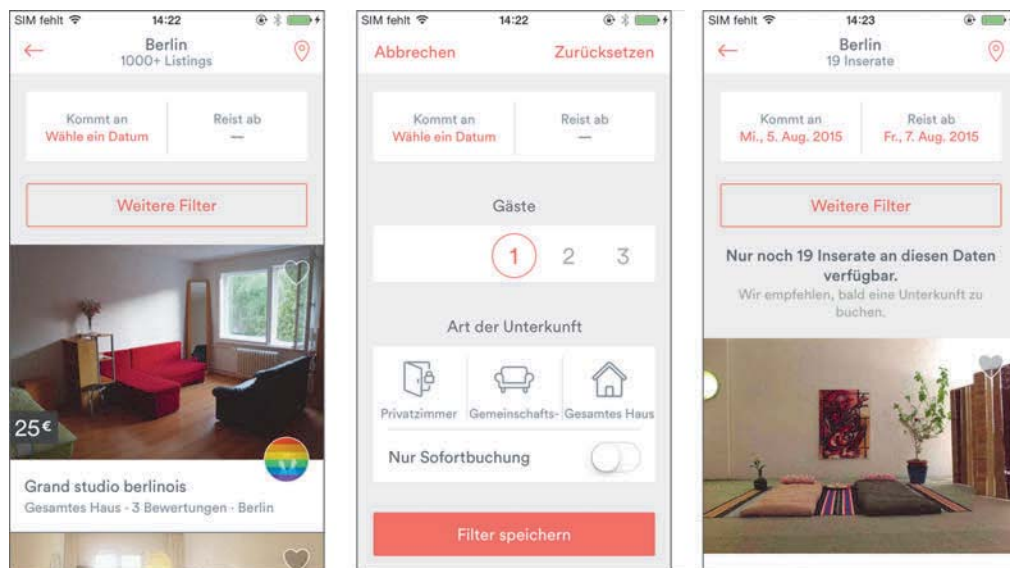 SIM fehlt 14:22
Berlin
1000+ Listings
Kommt an
Wähle ein Datum
Reist ab
—
Weitere Filter
25€
Grand studio berlinois
Gesamtes Haus · 3 Bewertungen · Berlin
SIM fehlt 14:22
Abbrechen Zurücksetzen
Kommt an
Wähle ein Datum
Reist ab
—
Gäste
1 2 3
Art der Unterkunft
Privatzimmer Gemeinschafts- Gesamtes Haus
Nur Sofortbuchung
Filter speichern
SIM fehlt 14:23
Berlin
19 Inserate
Kommt an
Mi., 5. Aug. 2015
Reist ab
Fr., 7. Aug. 2015
Weitere Filter
Nur noch 19 Inserate an diesen Daten
verfügbar.
Wir empfehlen, bald eine Unterkunft zu
buchen.